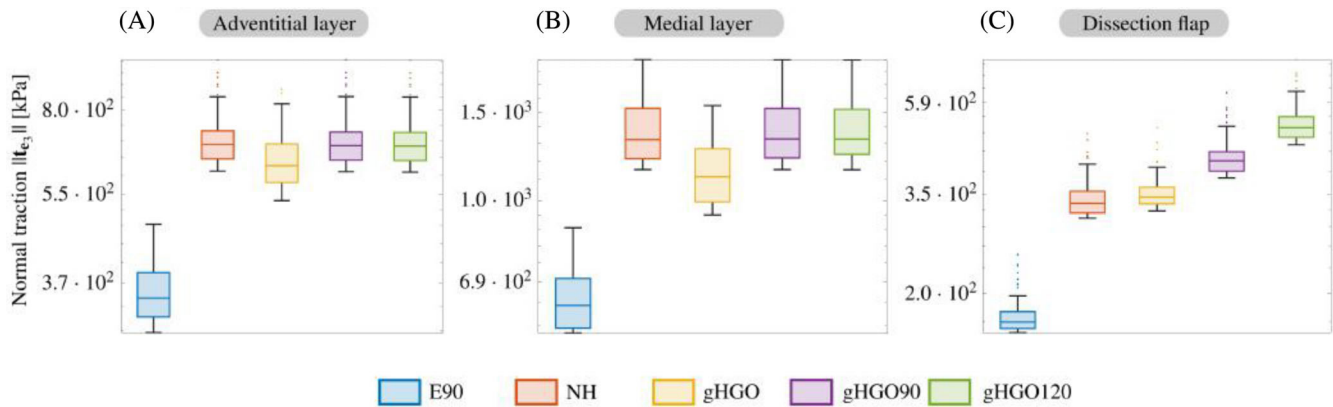 (A) Adventitial layer
(B) Medial layer
(C) Dissection flap
Normal traction ||t_e₃|| [kPa]
8.0 · 10²
5.5 · 10²
3.7 · 10²
1.5 · 10³
1.0 · 10³
6.9 · 10²
5.9 · 10²
3.5 · 10²
2.0 · 10²
E90 NH gHGO gHGO90 gHGO120